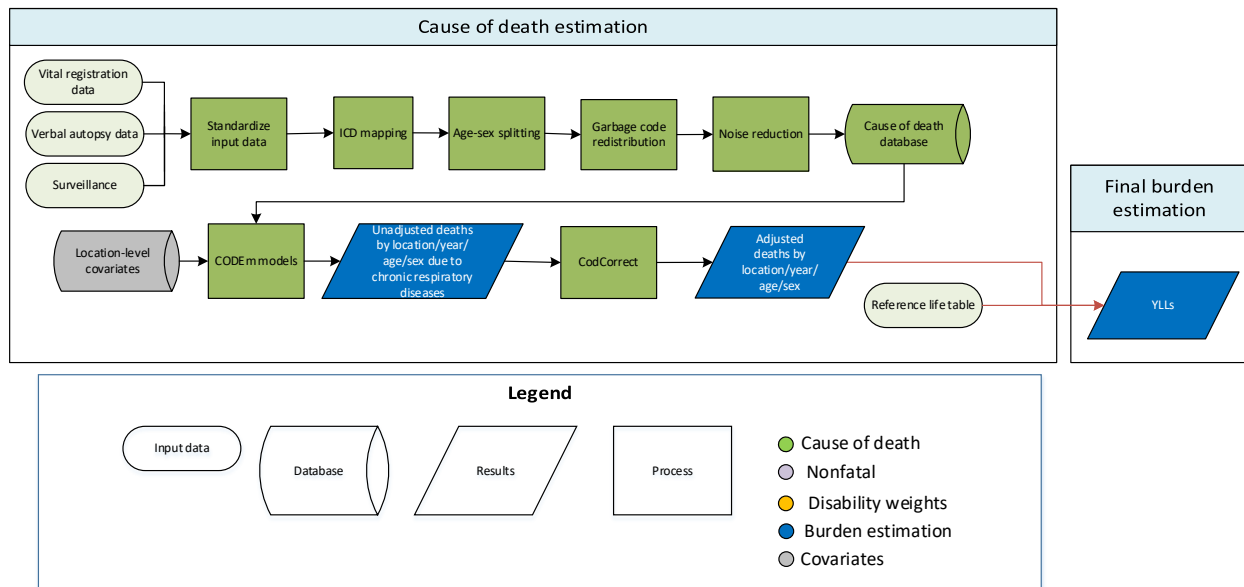 Cause of death estimation
Vital registration
data
Verbal autopsy data
Surveillance
Standardize
input data
ICD mapping
Age-sex splitting
Garbage code
redistribution
Noise reduction
Cause of death
database
Location-level
covariates
CODEm models
Unadjusted deaths
by location/year/
age/sex due to
chronic respiratory
diseases
CodCorrect
Adjusted
deaths by
location/year/
age/sex
Reference life table
Final burden
estimation
YLLs
Legend
Input data
Database
Results
Process
Cause of death
Nonfatal
Disability weights
Burden estimation
Covariates